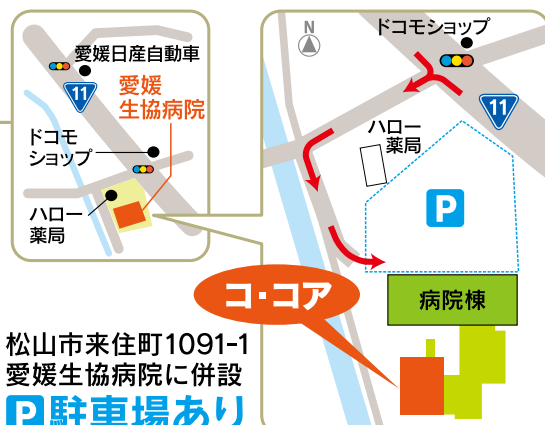 愛媛日産自動車
11
愛媛
生協病院
ドコモ
ショップ
ハロー
薬局
N
ドコモショップ
11
ハロー
薬局
P
コ・コア
病院棟
松山市来住町1091-1
愛媛生協病院に併設
P駐車場あり